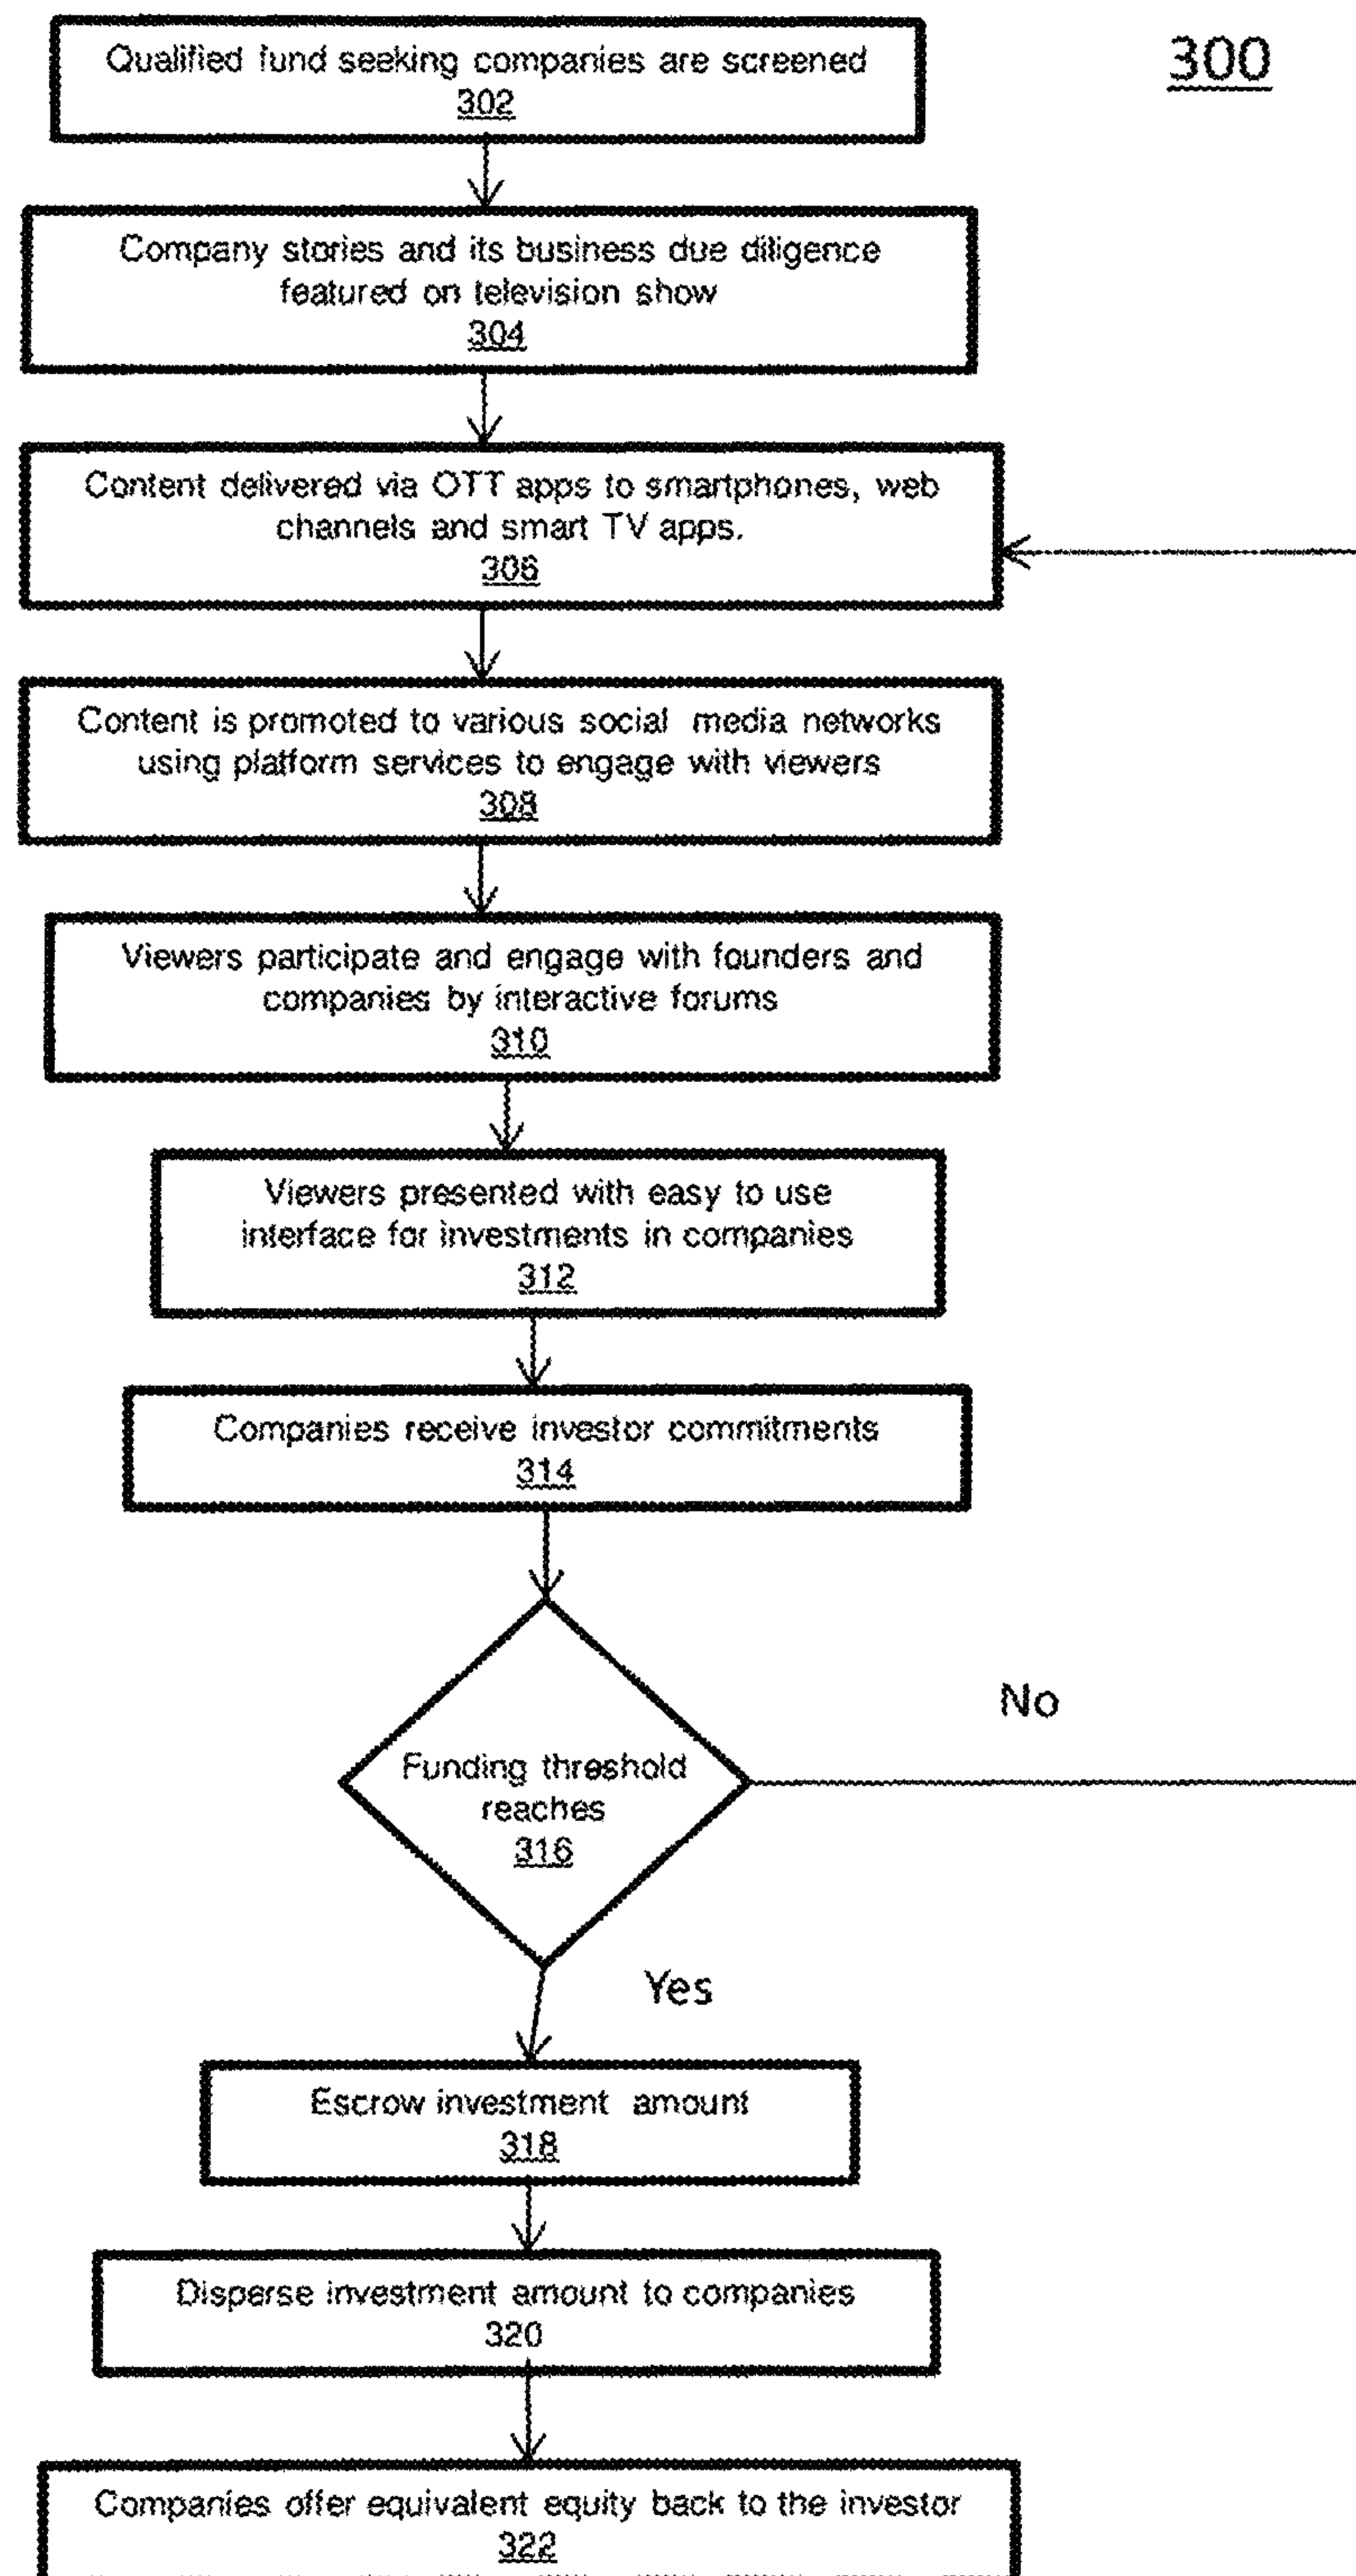 300
Qualified fund seeking companies are screened
302
Company stories and its business due diligence
featured on television show
304
Content delivered via OTT apps to smartphones, web
channels and smart TV apps.
306
Content is promoted to various social media networks
using platform services to engage with viewers
308
Viewers participate and engage with founders and
companies by interactive forums
310
Viewers presented with easy to use
interface for investments in companies
312
Companies receive investor commitments
314
Funding threshold
reaches
316
No
Yes
Escrow investment amount
318
Disperse investment amount to companies
320
Companies offer equivalent equity back to the investor
322